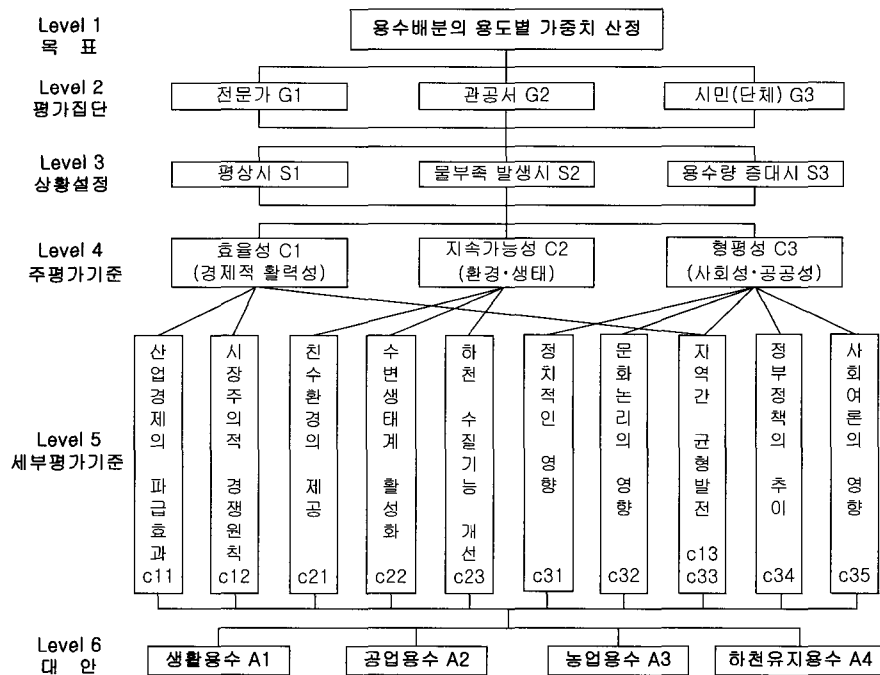 Level 1
목 표
용수배분의 용도별 가중치 산정
Level 2
평가집단
전문가 G1
관공서 G2
시민(단체) G3
Level 3
상황설정
평상시 S1
물부족 발생시 S2
용수량 증대시 S3
Level 4
주평가기준
효율성 C1
(경제적 활력성)
지속가능성 C2
(환경·생태)
형평성 C3
(사회성·공공성)
Level 5
세부평가기준
산업경제의 파급효과
c11
시장주의적 경쟁원칙
c12
친수환경의 제공
c21
수변생태계 활성화
c22
하천 수질기능 개선
c23
정치적인 영향
c31
문화논리의 영향
c32
지역간 균형발전
c13
c33
정부정책의 추이
c34
사회여론의 영향
c35
Level 6
대 안
생활용수 A1
공업용수 A2
농업용수 A3
하천유지용수 A4